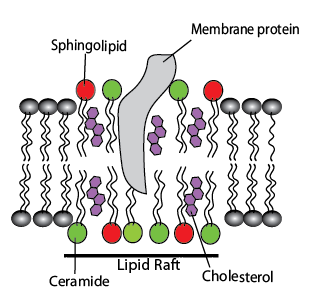 Membrane protein
Sphingolipid
Lipid Raft
Ceramide
Cholesterol